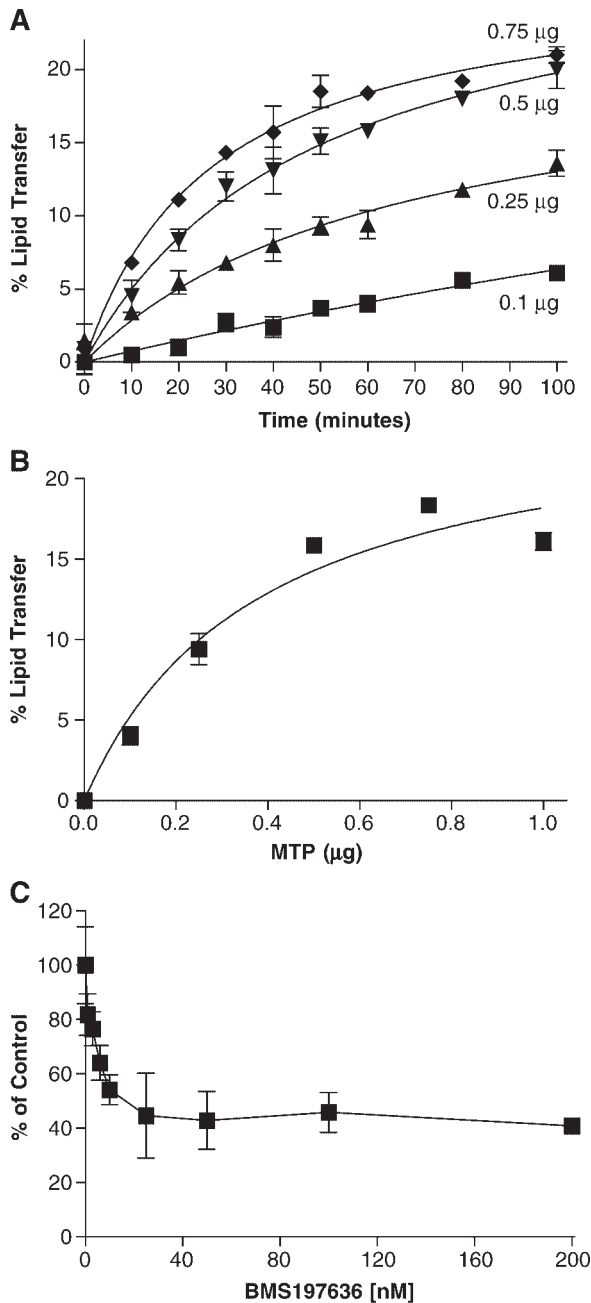 A
% Lipid Transfer
20
15
10
5
0
0.75 μg
0.5 μg
0.25 μg
0.1 μg
0 10 20 30 40 50 60 70 80 90 100
Time (minutes)
B
% Lipid Transfer
20
15
10
5
0
0.0 0.2 0.4 0.6 0.8 1.0
MTP (μg)
C
% of Control
120
100
80
60
40
20
0
0 40 80 120 160 200
BMS197636 [nM]